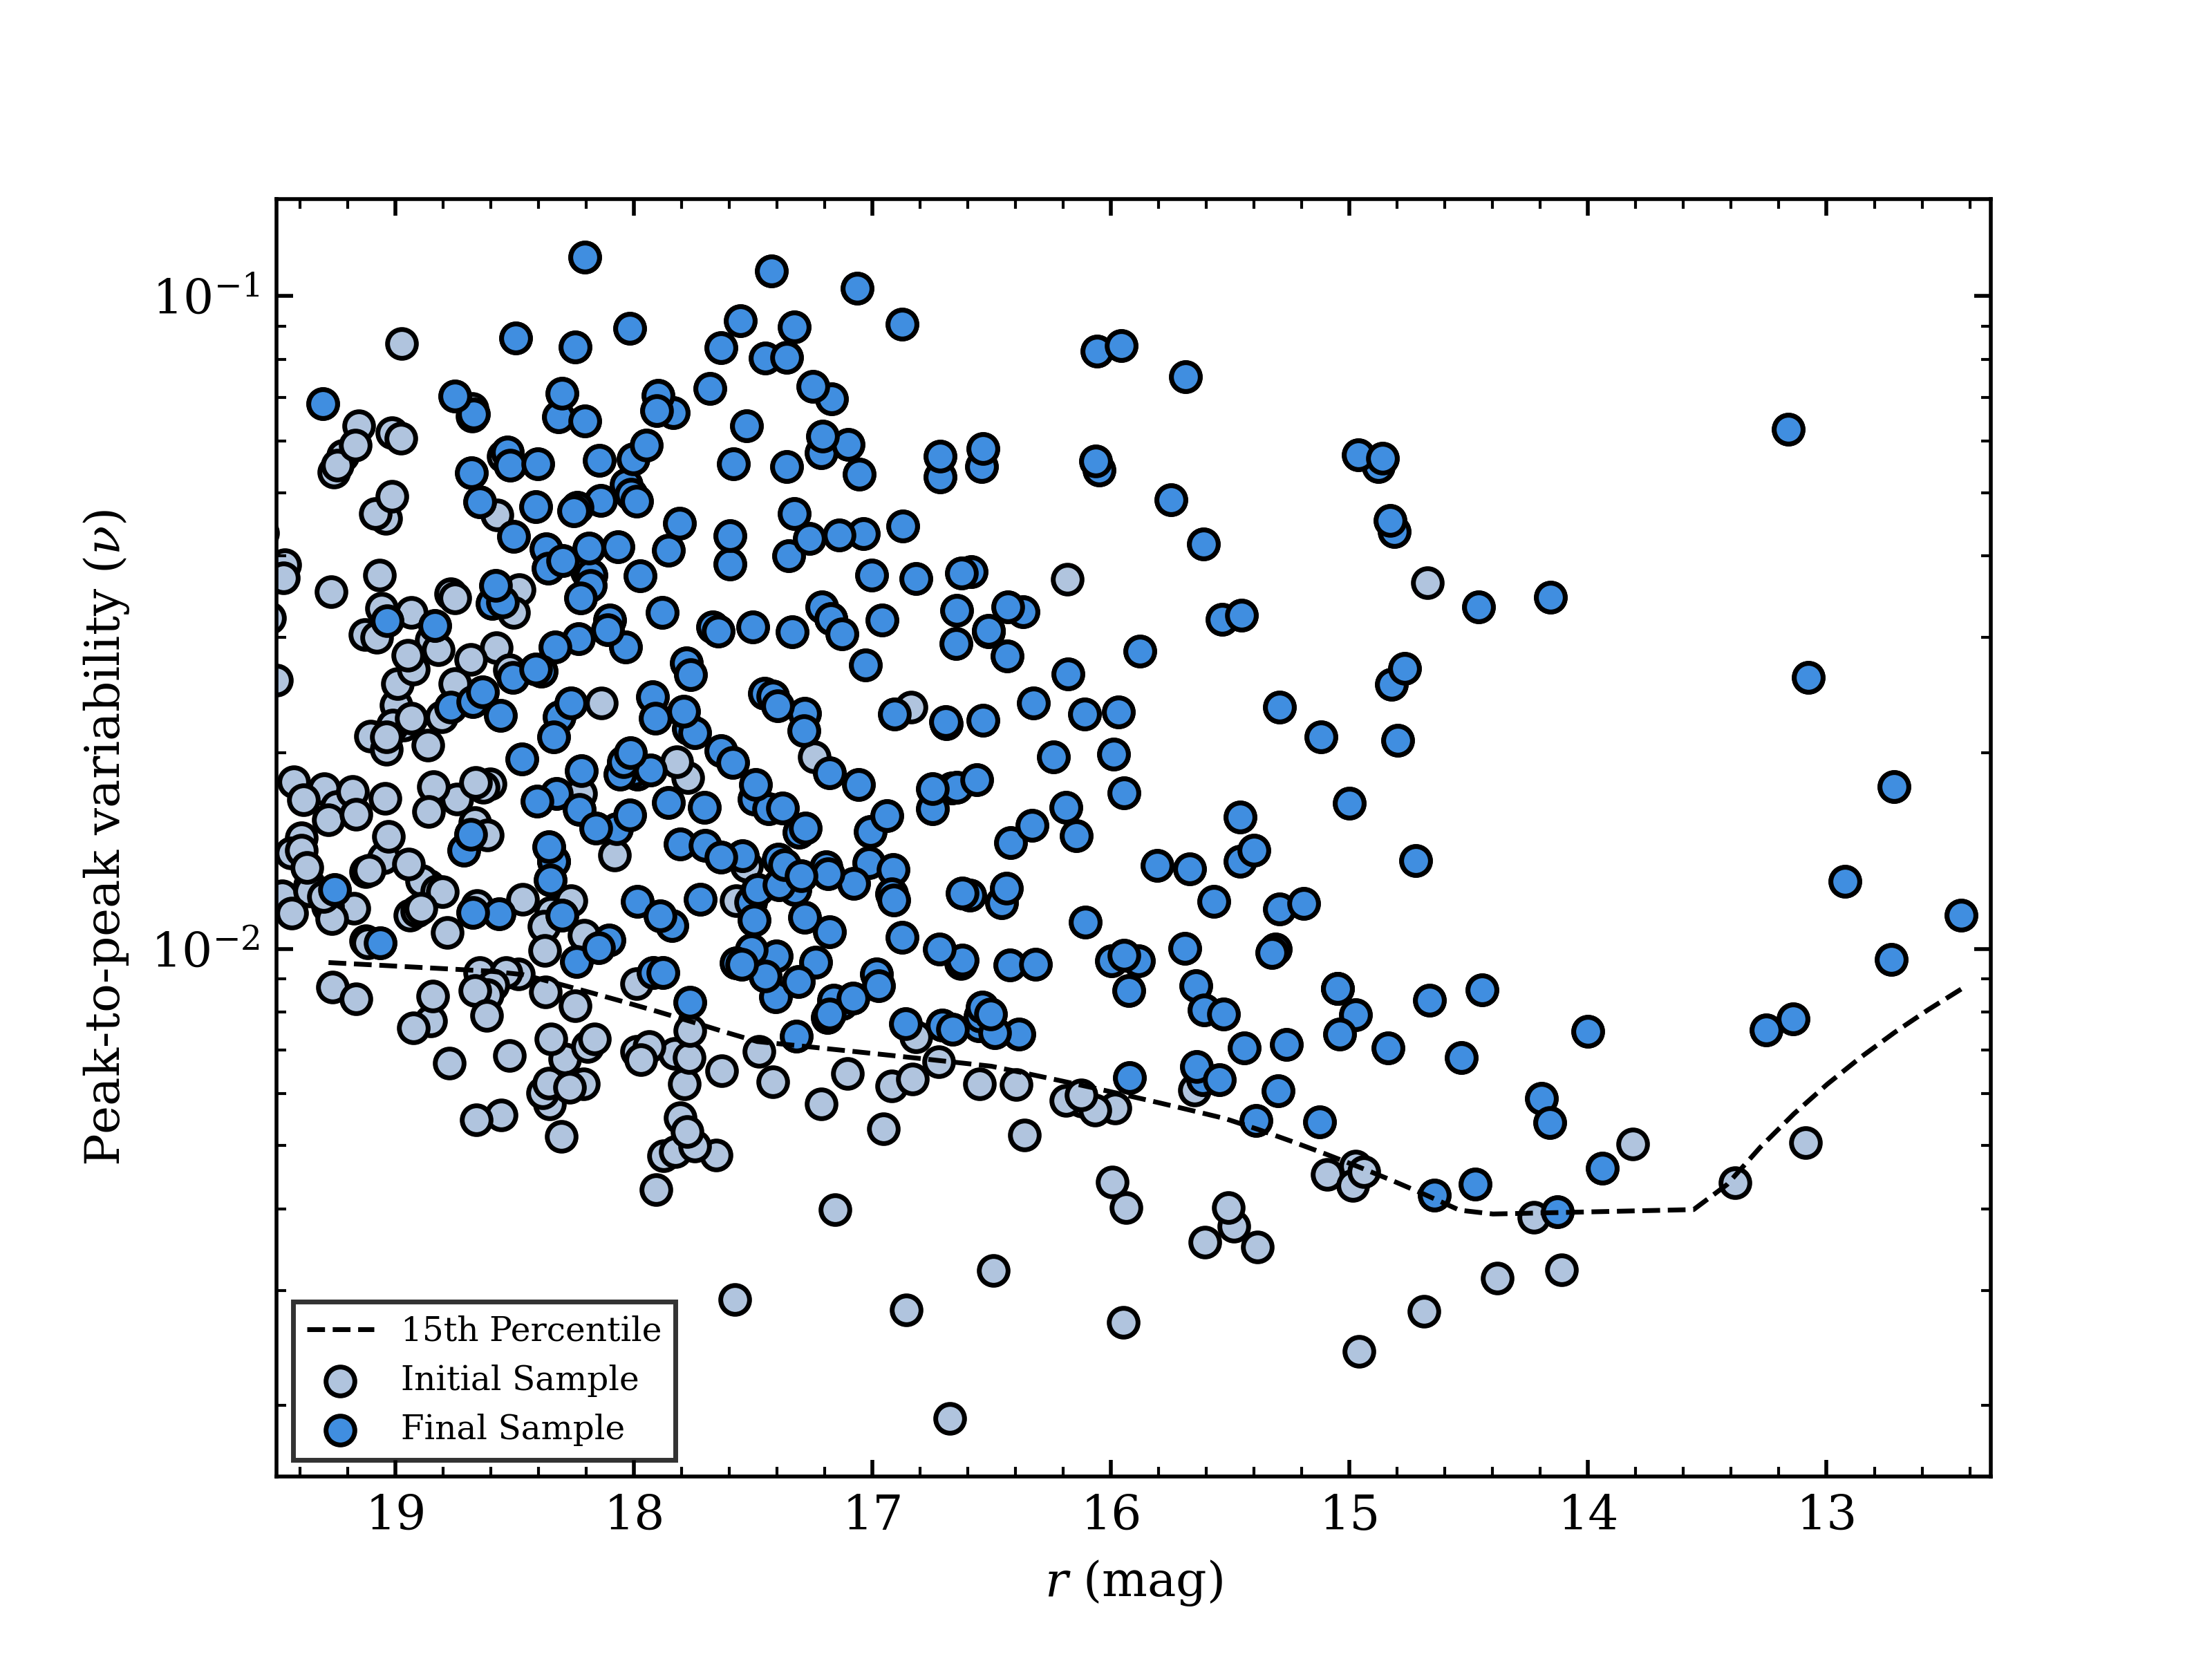 Peak-to-peak variability (ν)
10⁻¹
10⁻²
15th Percentile
Initial Sample
Final Sample
19 18 17 16 15 14 13
r (mag)